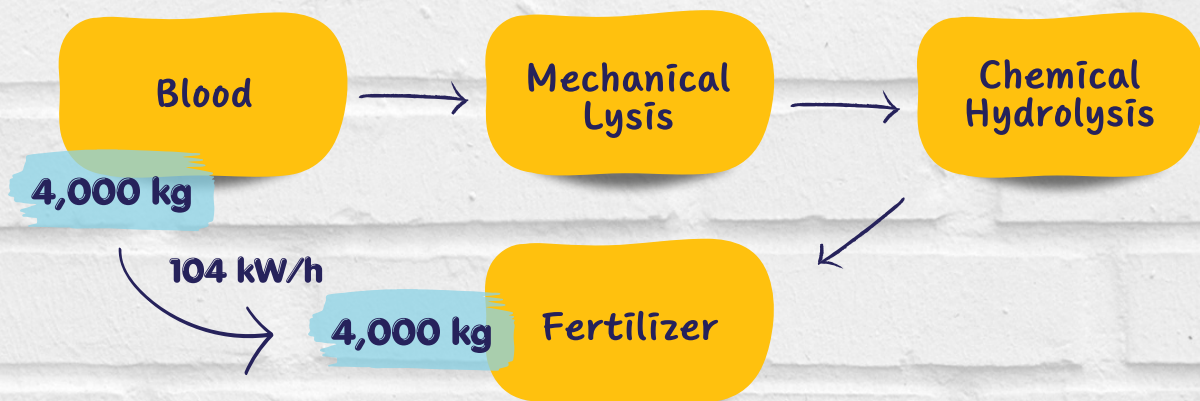 Blood
Mechanical
Lysis
Chemical
Hydrolysis
4,000 kg
104 kW/h
4,000 kg
Fertilizer